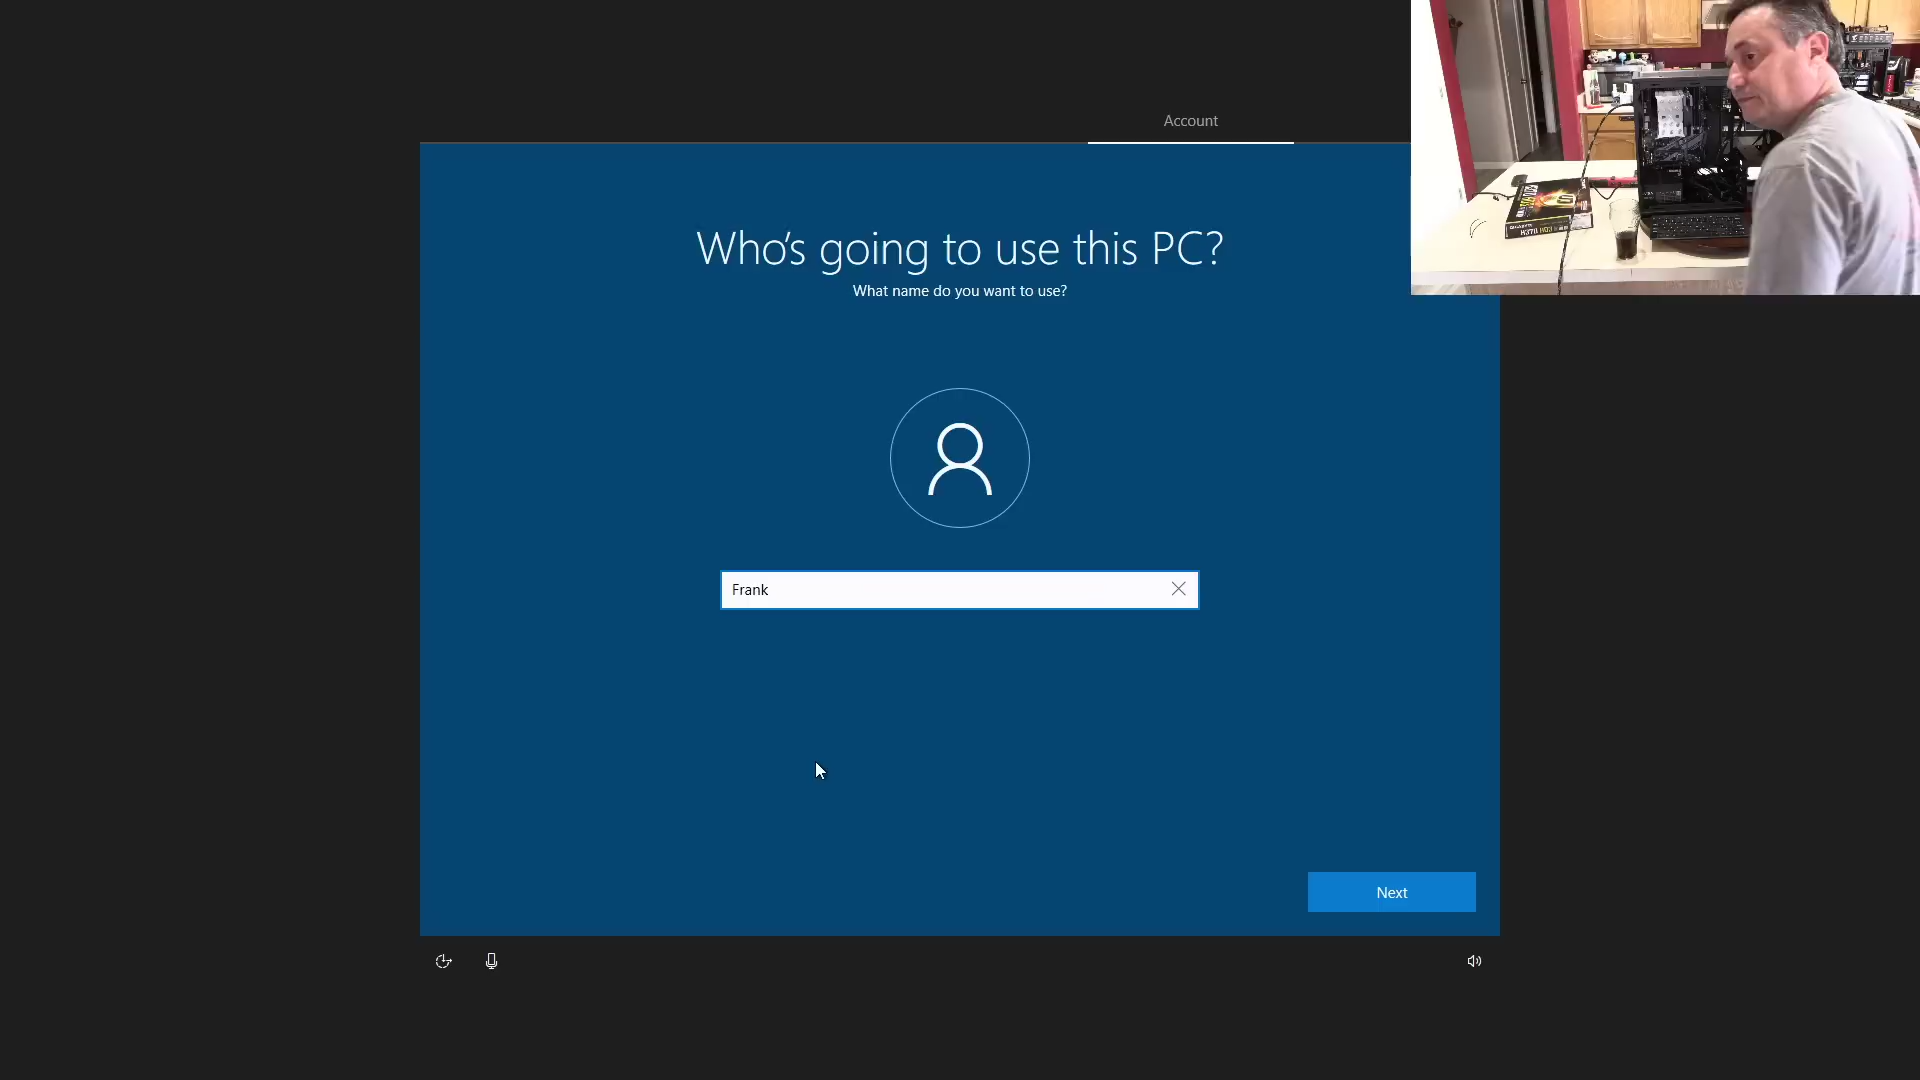 Account
Who's going to use this PC?
What name do you want to use?
Frank
Next